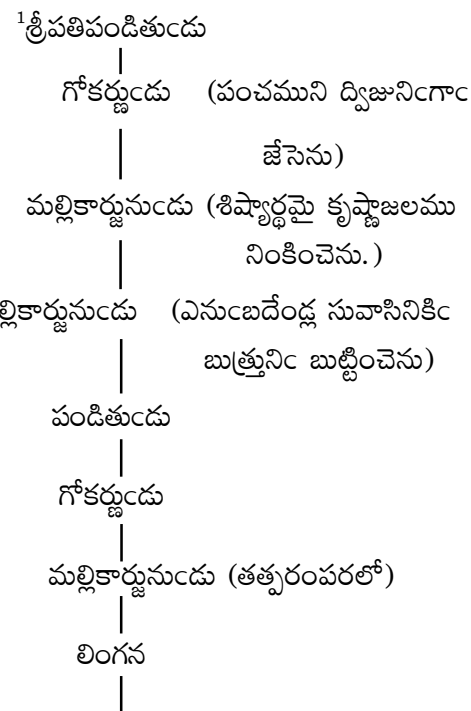 1శ్రీపతిపండితుఁడు
గోకర్ణుఁడు (పంచముని ద్విజునిఁగాఁ
జేసెను)
మల్లికార్జునుఁడు (శిష్యార్థమై కృష్ణాజలము
నింకించెను.)
ల్లికార్జునుఁడు (ఎనుఁబదేండ్ల సువాసినికిఁ
బుత్త్రునిఁ బుట్టించెను)
పండితుఁడు
గోకర్ణుఁడు
మల్లికార్జునుఁడు (తత్పరంపరలో)
లింగన